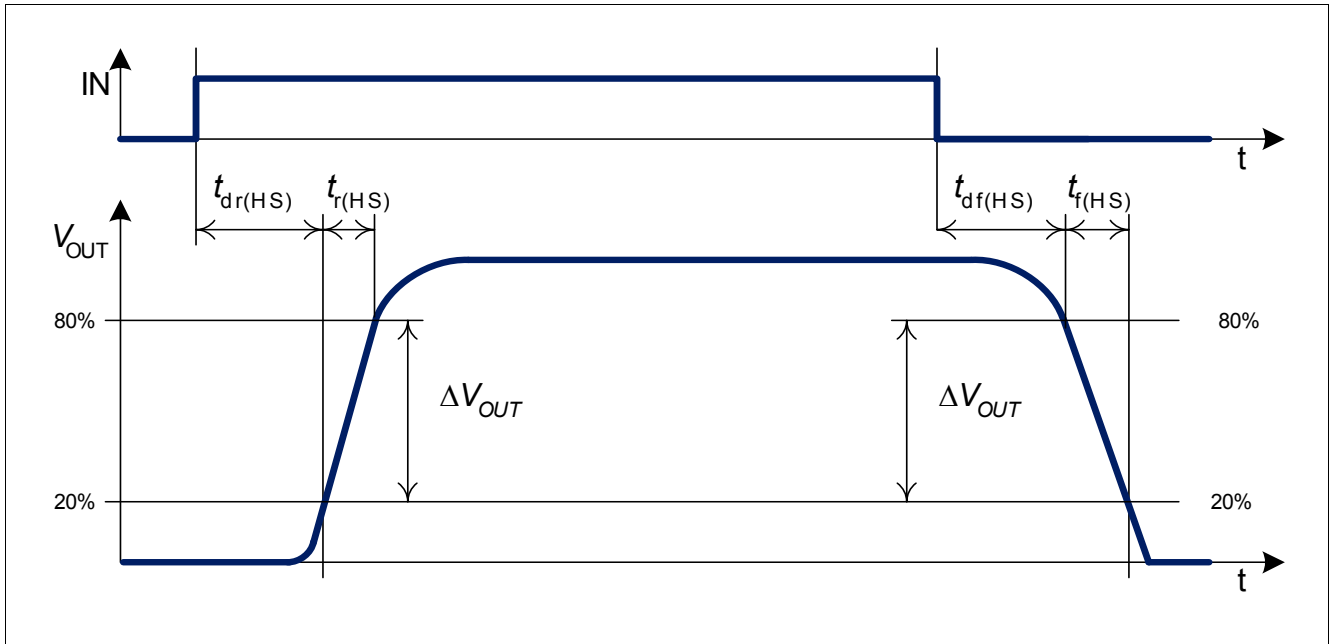 IN
t
tdr(HS)
tr(HS)
tdf(HS)
tf(HS)
VOUT
80%
80%
ΔVOUT
ΔVOUT
20%
20%
t